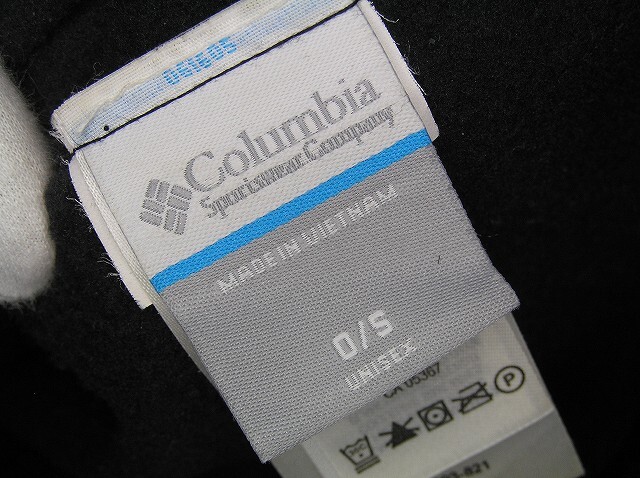 Columbia
Sportswear Company
MADE IN VIETNAM
O/S
UNISEX
CA 05367
P